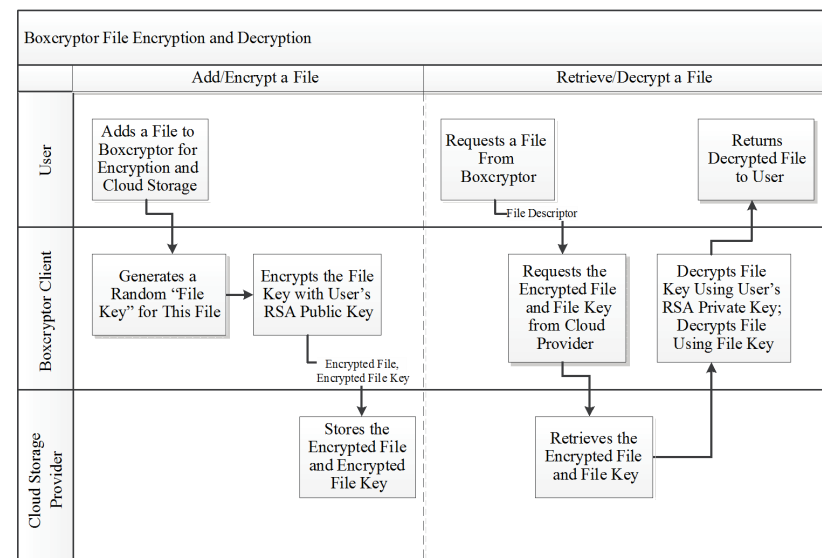 Boxcryptor File Encryption and Decryption
Add/Encrypt a File
Retrieve/Decrypt a File
User
Adds a File to
Boxcryptor for
Encryption and
Cloud Storage
Requests a File
From
Boxcryptor
Returns
Decrypted File
to User
File Descriptor
Boxcryptor Client
Generates a
Random “File
Key” for This File
Encrypts the File
Key with User’s
RSA Public Key
Encrypted File,
Encrypted File Key
Requests the
Encrypted File
and File Key
from Cloud
Provider
Decrypts File
Key Using User’s
RSA Private Key;
Decrypts File
Using File Key
Cloud Storage
Provider
Stores the
Encrypted File
and Encrypted
File Key
Retrieves the
Encrypted File
and File Key